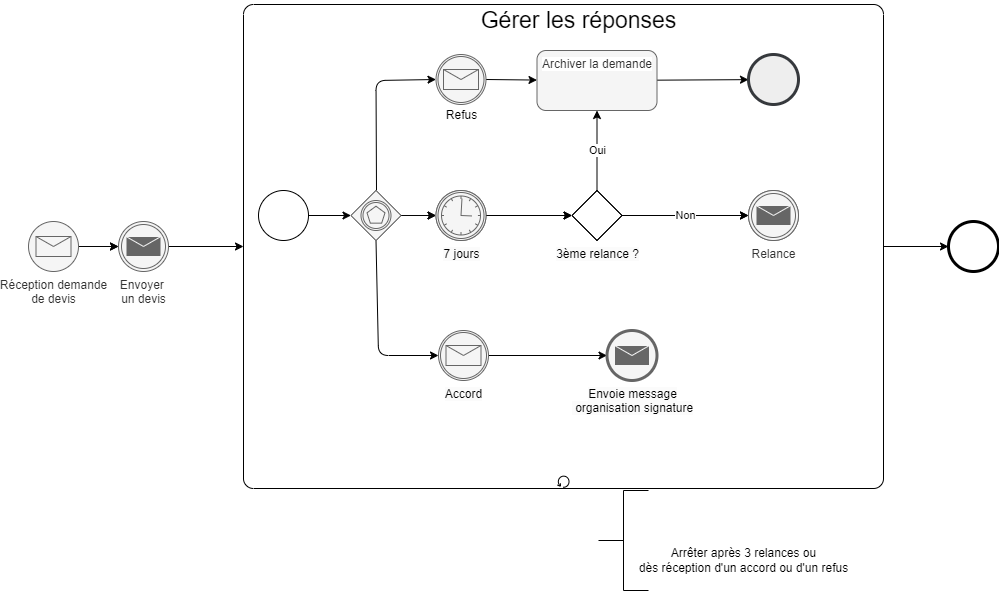 Gérer les réponses
Archiver la demande
Refus
Oui
Non
7 jours
3ème relance ?
Relance
Réception demande
de devis
Envoyer
un devis
Accord
Envoie message
organisation signature
Arrêter après 3 relances ou
dès réception d'un accord ou d'un refus